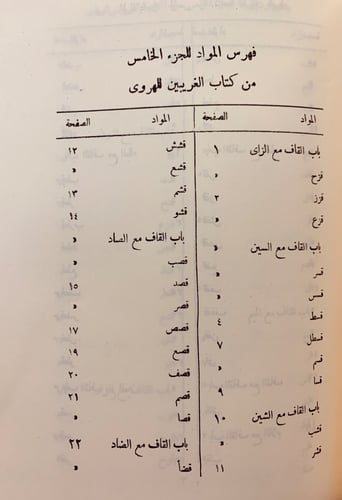 فهرس المواد للجزء الخامس
من كتاب الغريبين للهروى
المواد الصفحة
باب القاف مع الزاى ١
قزح »
قزز ٢
قزع »
باب القاف مع السين »
قسر »
قسس »
قسط ٤
قسطل ٧
قسم »
قسا ٩
باب القاف مع الشين ١٠
قشب »
قشر ١١
المواد الصفحة
قشش ١٢
قشع »
قشم ١٣
قشو ١٤
باب القاف مع الصاد »
قصب »
قصد ١٥
قصر »
قصص ١٧
قصع ١٩
قصف ٢٠
قصم ٢١
قصا »
باب القاف مع الضاد ٢٢
قضأ »